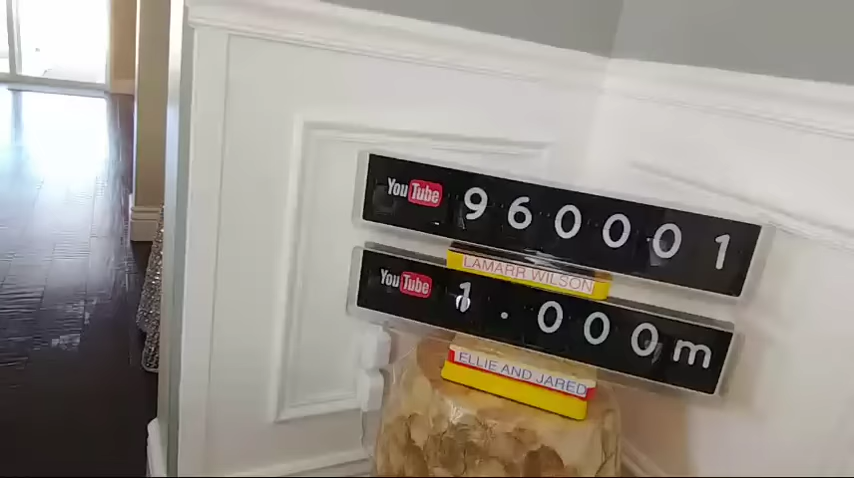 YouTube 960001
LAMARR WILSON
YouTube 1.000m
ELLIE AND JARED